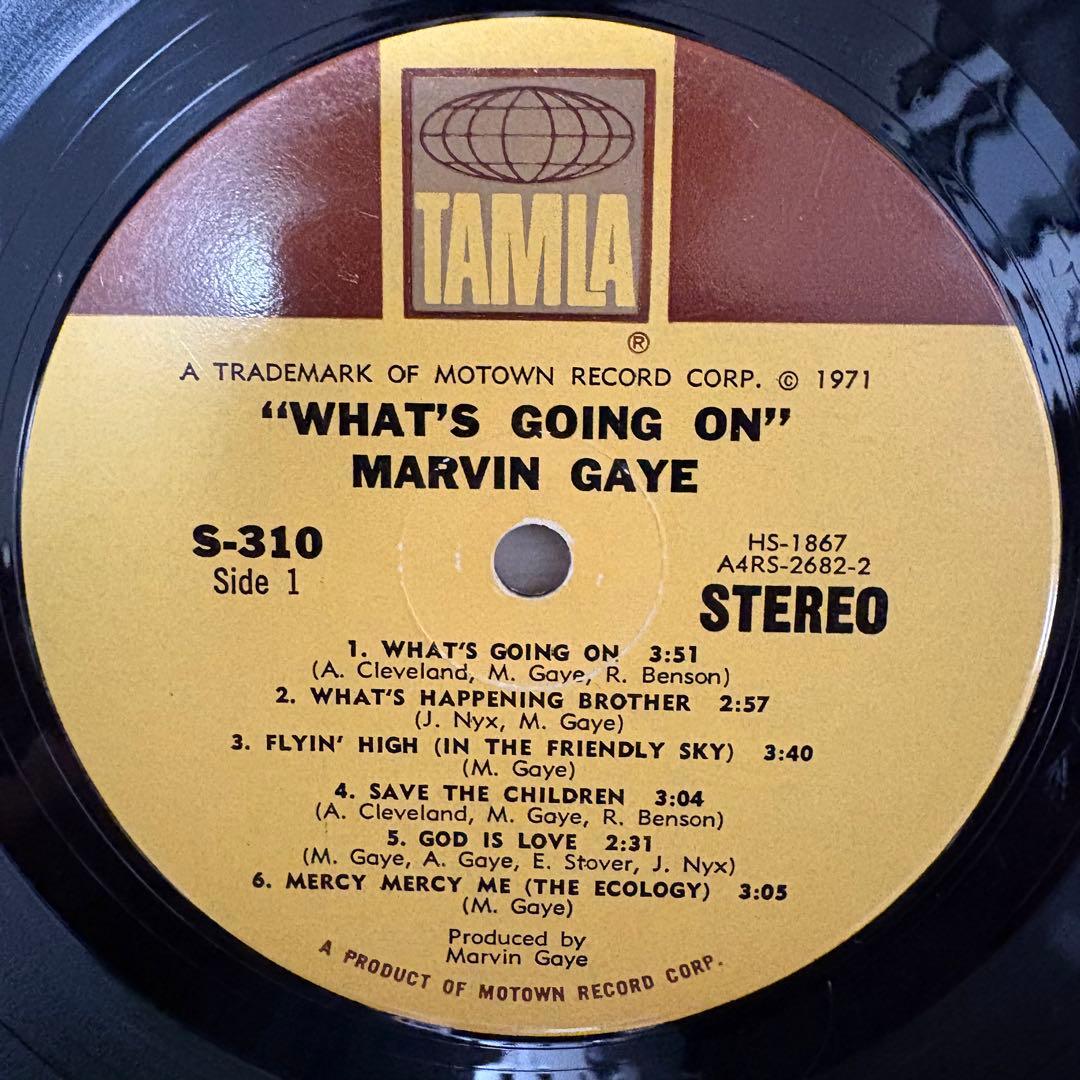 TAMLA
®
A TRADEMARK OF MOTOWN RECORD CORP. © 1971
"WHAT'S GOING ON"
MARVIN GAYE
S-310
Side 1
HS-1867
A4RS-2682-2
STEREO
1. WHAT'S GOING ON 3:51
(A. Cleveland, M. Gaye, R. Benson)
2. WHAT'S HAPPENING BROTHER 2:57
(J. Nyx, M. Gaye)
3. FLYIN' HIGH (IN THE FRIENDLY SKY) 3:40
(M. Gaye)
4. SAVE THE CHILDREN 3:04
(A. Cleveland, M. Gaye, R. Benson)
5. GOD IS LOVE 2:31
(M. Gaye, A. Gaye, E. Stover, J. Nyx)
6. MERCY MERCY ME (THE ECOLOGY) 3:05
(M. Gaye)
Produced by
Marvin Gaye
A PRODUCT OF MOTOWN RECORD CORP.